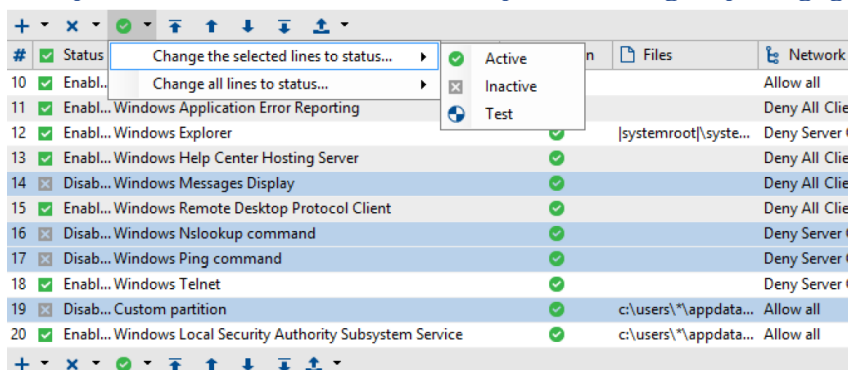 Change the selected lines to status...
Change all lines to status...
Active
Inactive
Test
# Status n Files Network
10 Enabl... Allow all
11 Enabl... Windows Application Error Reporting Deny All Clie
12 Enabl... Windows Explorer |systemroot|\syste... Deny Server
13 Enabl... Windows Help Center Hosting Server Deny All Clie
14 Disab... Windows Messages Display Deny All Clie
15 Enabl... Windows Remote Desktop Protocol Client Deny All Clie
16 Disab... Windows Nslookup command Deny Server
17 Disab... Windows Ping command Deny Server
18 Enabl... Windows Telnet Deny Server
19 Disab... Custom partition c:\users\*\appdata... Allow all
20 Enabl... Windows Local Security Authority Subsystem Service c:\users\*\appdata... Allow all